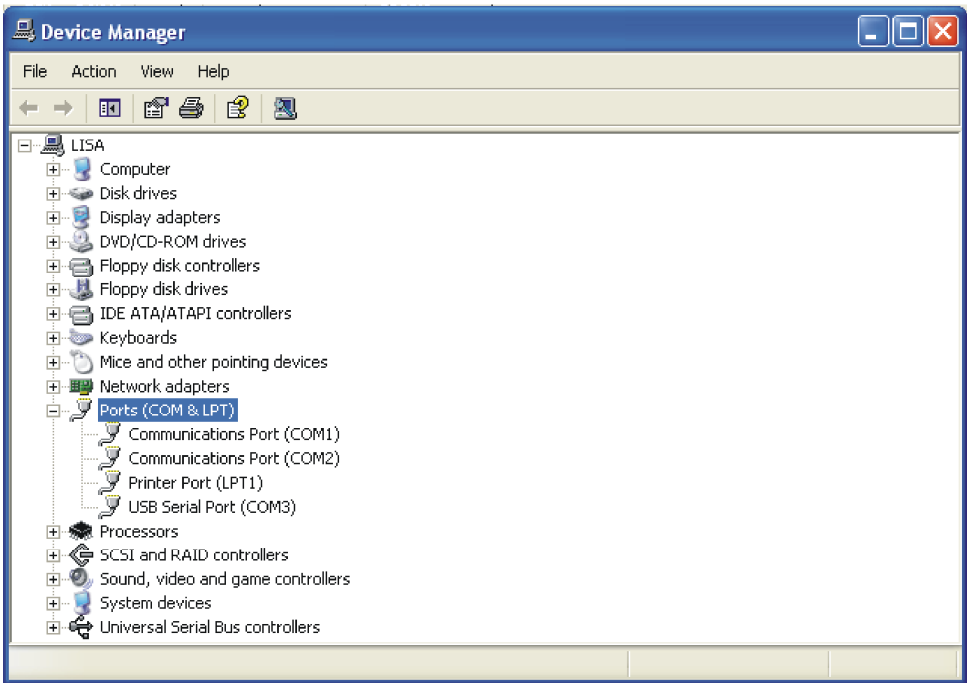 Device Manager
File Action View Help
LISA
Computer
Disk drives
Display adapters
DVD/CD-ROM drives
Floppy disk controllers
Floppy disk drives
IDE ATA/ATAPI controllers
Keyboards
Mice and other pointing devices
Network adapters
Ports (COM & LPT)
Communications Port (COM1)
Communications Port (COM2)
Printer Port (LPT1)
USB Serial Port (COM3)
Processors
SCSI and RAID controllers
Sound, video and game controllers
System devices
Universal Serial Bus controllers